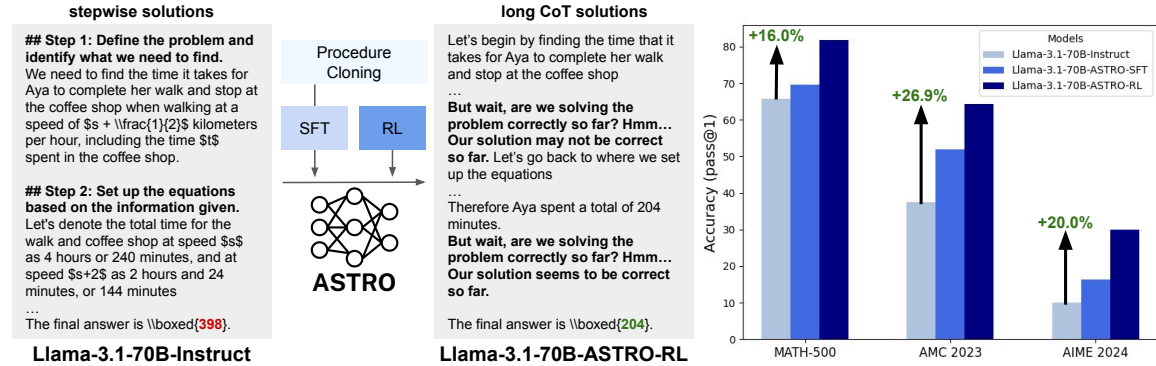 stepwise solutions
## Step 1: Define the problem and
identify what we need to find.
We need to find the time it takes for
Aya to complete her walk and stop at
the coffee shop when walking at a
speed of $s + \\frac{1}{2}$ kilometers
per hour, including the time $t$
spent in the coffee shop.
## Step 2: Set up the equations
based on the information given.
Let's denote the total time for the
walk and coffee shop at speed $s$
as 4 hours or 240 minutes, and at
speed $s+2$ as 2 hours and 24
minutes, or 144 minutes
...
The final answer is \\boxed{398}.
Llama-3.1-70B-Instruct
Procedure
Cloning
SFT
RL
ASTRO
long CoT solutions
Let's begin by finding the time that it
takes for Aya to complete her walk
and stop at the coffee shop
...
But wait, are we solving the
problem correctly so far? Hmm...
Our solution may not be correct
so far. Let's go back to where we set
up the equations
...
Therefore Aya spent a total of 204
minutes.
But wait, are we solving the
problem correctly so far? Hmm...
Our solution seems to be correct
so far.
The final answer is \\boxed{204}.
Llama-3.1-70B-ASTRO-RL
Accuracy (pass@1)
80
70
60
50
40
30
20
10
0
+16.0%
+26.9%
+20.0%
Models
Llama-3.1-70B-Instruct
Llama-3.1-70B-ASTRO-SFT
Llama-3.1-70B-ASTRO-RL
MATH-500
AMC 2023
AIME 2024